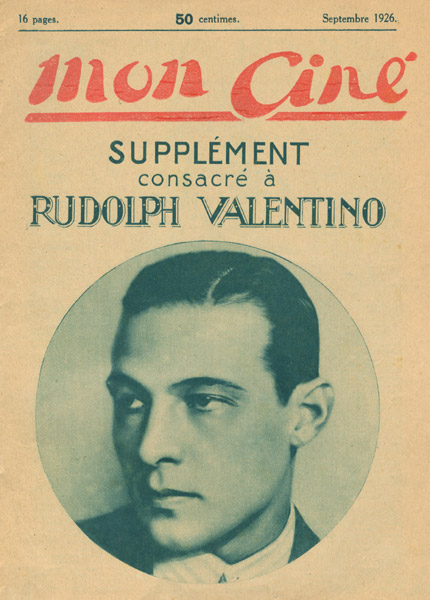 16 pages. 50 centimes. Septembre 1926.
mon Ciné
SUPPLÉMENT
consacré à
RUDOLPH VALENTINO